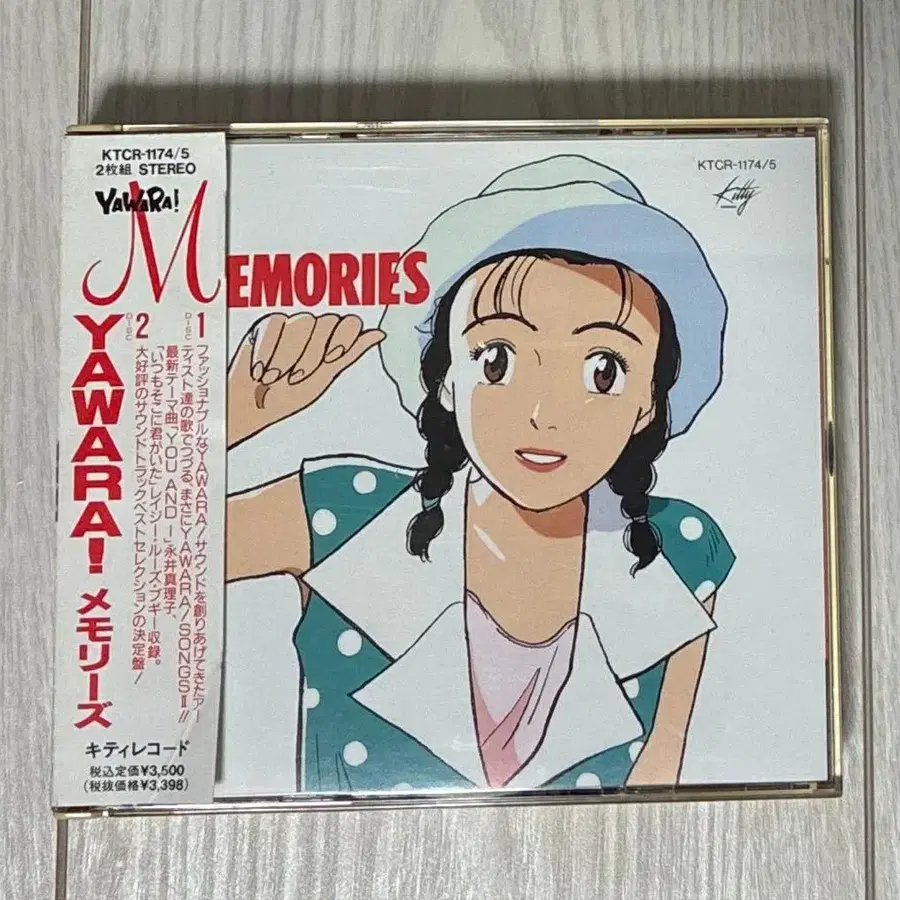 KTCR-1174/5
2枚組 STEREO
YAWARA!
MEMORIES
YAWARA! メモリーズ
DISC 1
ファッショナブルなYAWARA!サウンドを創りあげてきたアー
ティスト達の歌でつづる、まさにYAWARA!SONGSⅡ!!
最新テーマ曲「YOU AND I」永井真理子、
「いつもそこに君がいた」レイジー・ルーズ・ブギー収録。
DISC 2
大好評のサウンドトラックベストセレクションの決定盤!
キティレコード
税込定価¥3,500
(税抜価格¥3,398)
KTCR-1174/5
Kitty